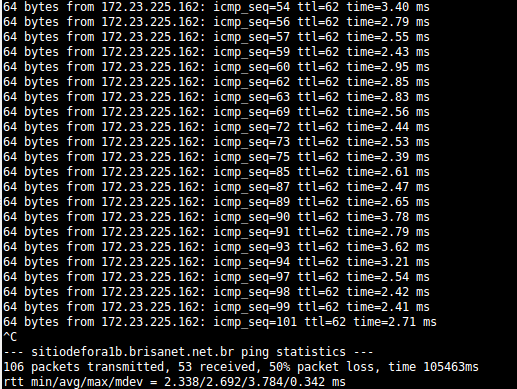 64 bytes from 172.23.225.162: icmp_seq=54 ttl=62 time=3.40 ms
64 bytes from 172.23.225.162: icmp_seq=56 ttl=62 time=2.79 ms
64 bytes from 172.23.225.162: icmp_seq=57 ttl=62 time=2.55 ms
64 bytes from 172.23.225.162: icmp_seq=59 ttl=62 time=2.43 ms
64 bytes from 172.23.225.162: icmp_seq=60 ttl=62 time=2.95 ms
64 bytes from 172.23.225.162: icmp_seq=62 ttl=62 time=2.85 ms
64 bytes from 172.23.225.162: icmp_seq=63 ttl=62 time=2.83 ms
64 bytes from 172.23.225.162: icmp_seq=69 ttl=62 time=2.56 ms
64 bytes from 172.23.225.162: icmp_seq=72 ttl=62 time=2.44 ms
64 bytes from 172.23.225.162: icmp_seq=73 ttl=62 time=2.53 ms
64 bytes from 172.23.225.162: icmp_seq=75 ttl=62 time=2.39 ms
64 bytes from 172.23.225.162: icmp_seq=85 ttl=62 time=2.61 ms
64 bytes from 172.23.225.162: icmp_seq=87 ttl=62 time=2.47 ms
64 bytes from 172.23.225.162: icmp_seq=89 ttl=62 time=2.65 ms
64 bytes from 172.23.225.162: icmp_seq=90 ttl=62 time=3.78 ms
64 bytes from 172.23.225.162: icmp_seq=91 ttl=62 time=2.79 ms
64 bytes from 172.23.225.162: icmp_seq=93 ttl=62 time=3.62 ms
64 bytes from 172.23.225.162: icmp_seq=94 ttl=62 time=3.21 ms
64 bytes from 172.23.225.162: icmp_seq=97 ttl=62 time=2.54 ms
64 bytes from 172.23.225.162: icmp_seq=98 ttl=62 time=2.42 ms
64 bytes from 172.23.225.162: icmp_seq=99 ttl=62 time=2.41 ms
64 bytes from 172.23.225.162: icmp_seq=101 ttl=62 time=2.71 ms
^C
--- sitiodefora1b.brisanet.net.br ping statistics ---
106 packets transmitted, 53 received, 50% packet loss, time 105463ms
rtt min/avg/max/mdev = 2.338/2.692/3.784/0.342 ms